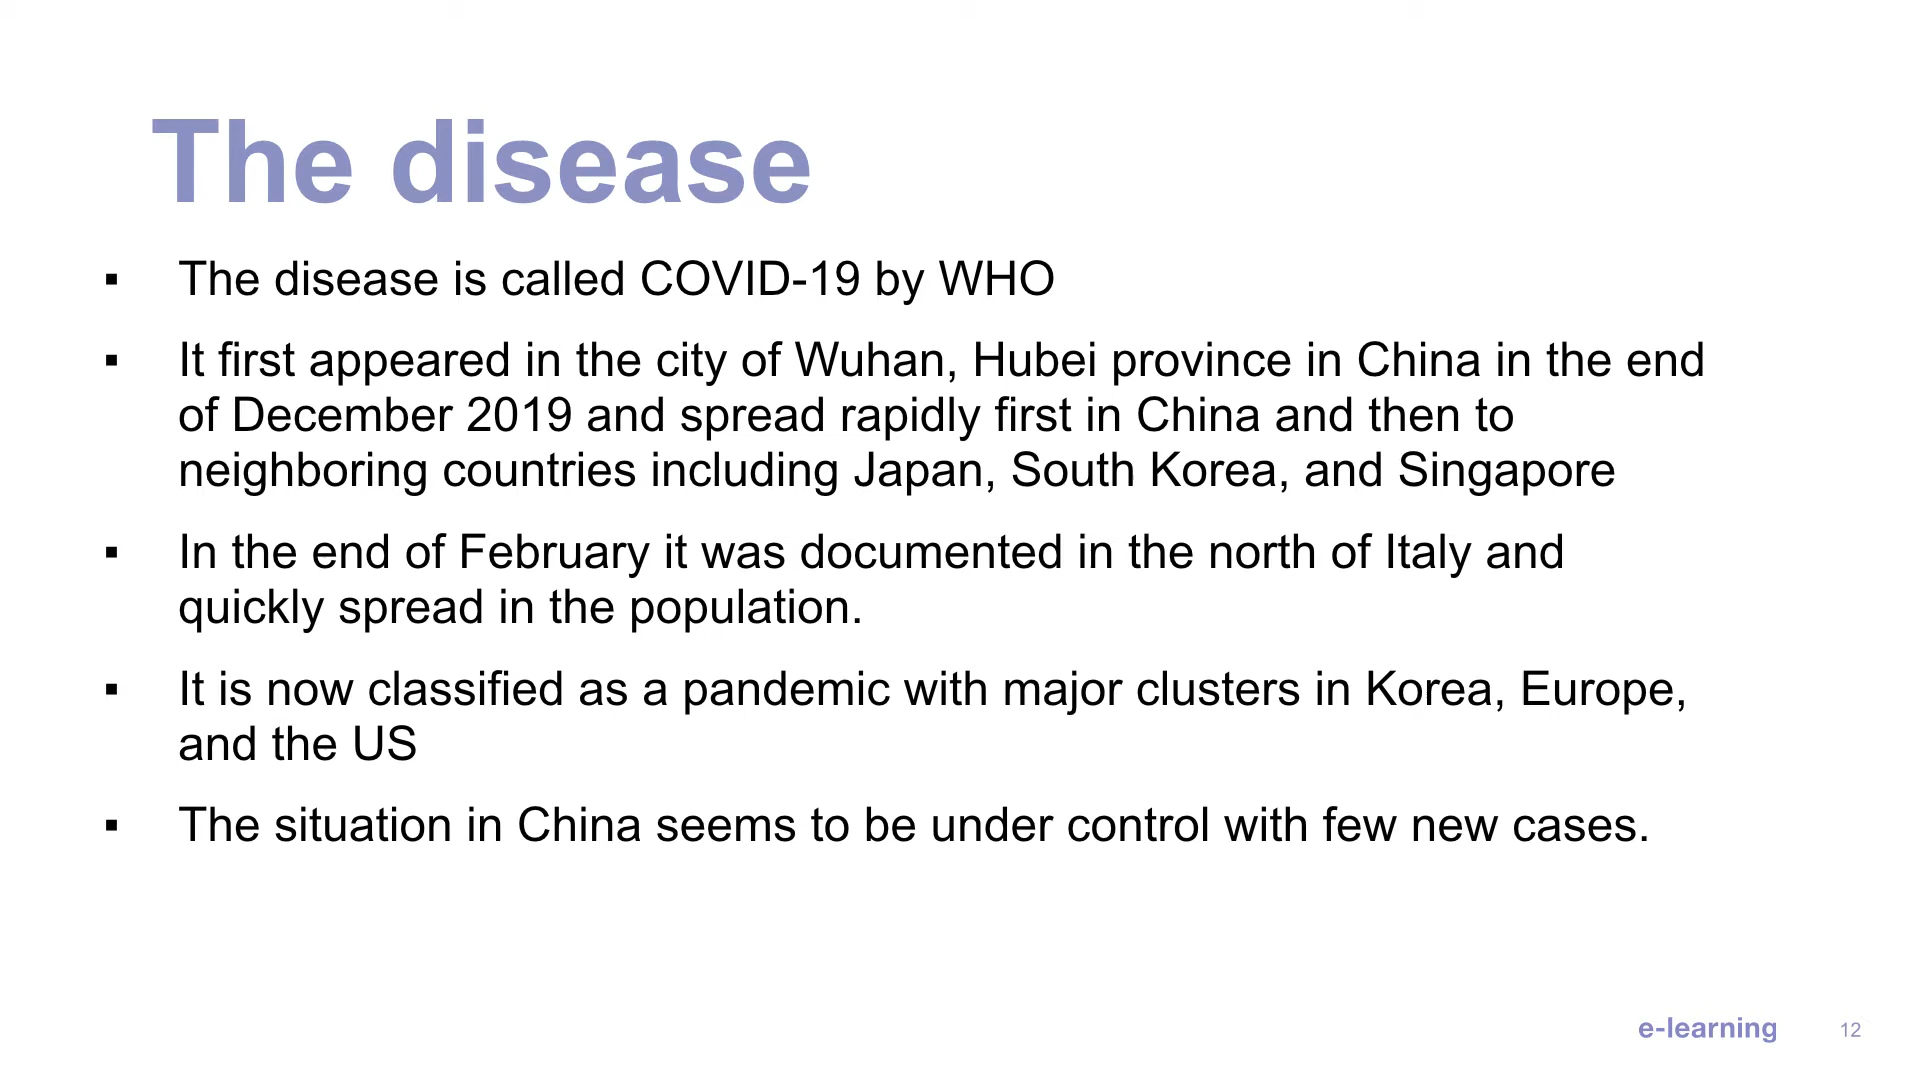 The disease
▪ The disease is called COVID-19 by WHO
▪ It first appeared in the city of Wuhan, Hubei province in China in the end
of December 2019 and spread rapidly first in China and then to
neighboring countries including Japan, South Korea, and Singapore
▪ In the end of February it was documented in the north of Italy and
quickly spread in the population.
▪ It is now classified as a pandemic with major clusters in Korea, Europe,
and the US
▪ The situation in China seems to be under control with few new cases.
e-learning 12